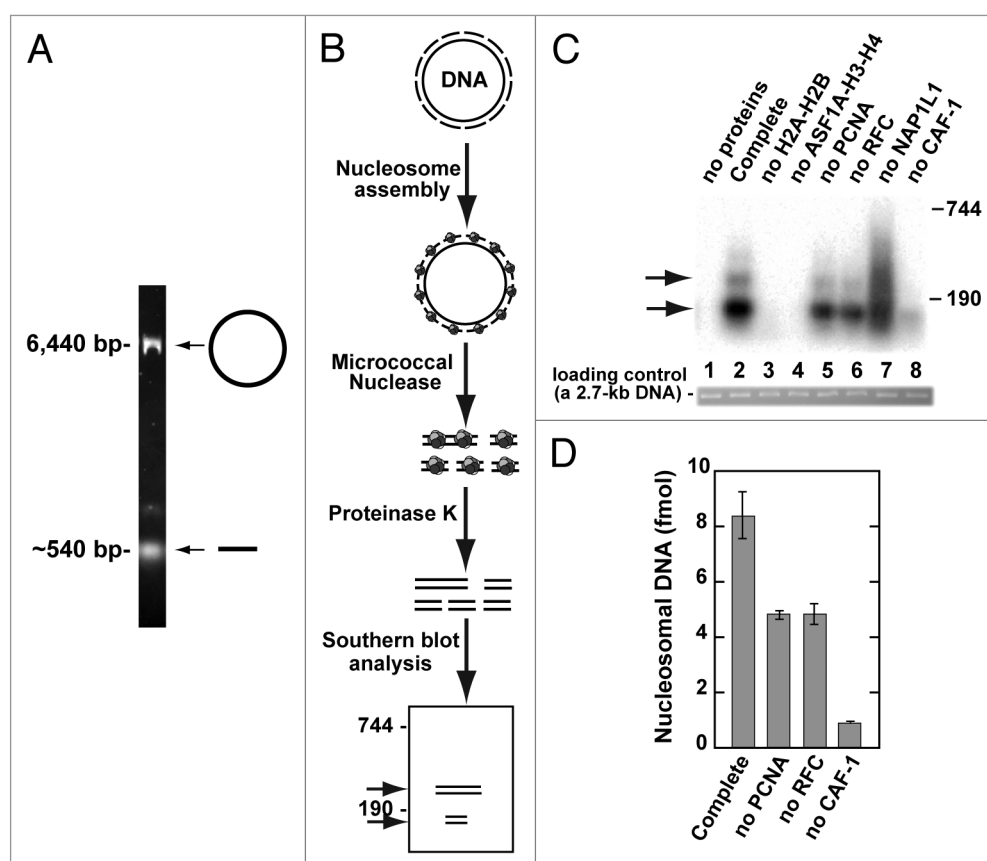 A
6,440 bp-
~540 bp-
B
DNA
Nucleosome
assembly
Micrococcal
Nuclease
Proteinase K
Southern blot
analysis
744 -
190 -
C
no proteins
Complete
no H2A-H2B
no ASF1A-H3-H4
no PCNA
no RFC
no NAP1L1
no CAF-1
-744
-190
1 2 3 4 5 6 7 8
loading control
(a 2.7-kb DNA) -
D
Nucleosomal DNA (fmol)
10
8
6
4
2
0
Complete
no PCNA
no RFC
no CAF-1